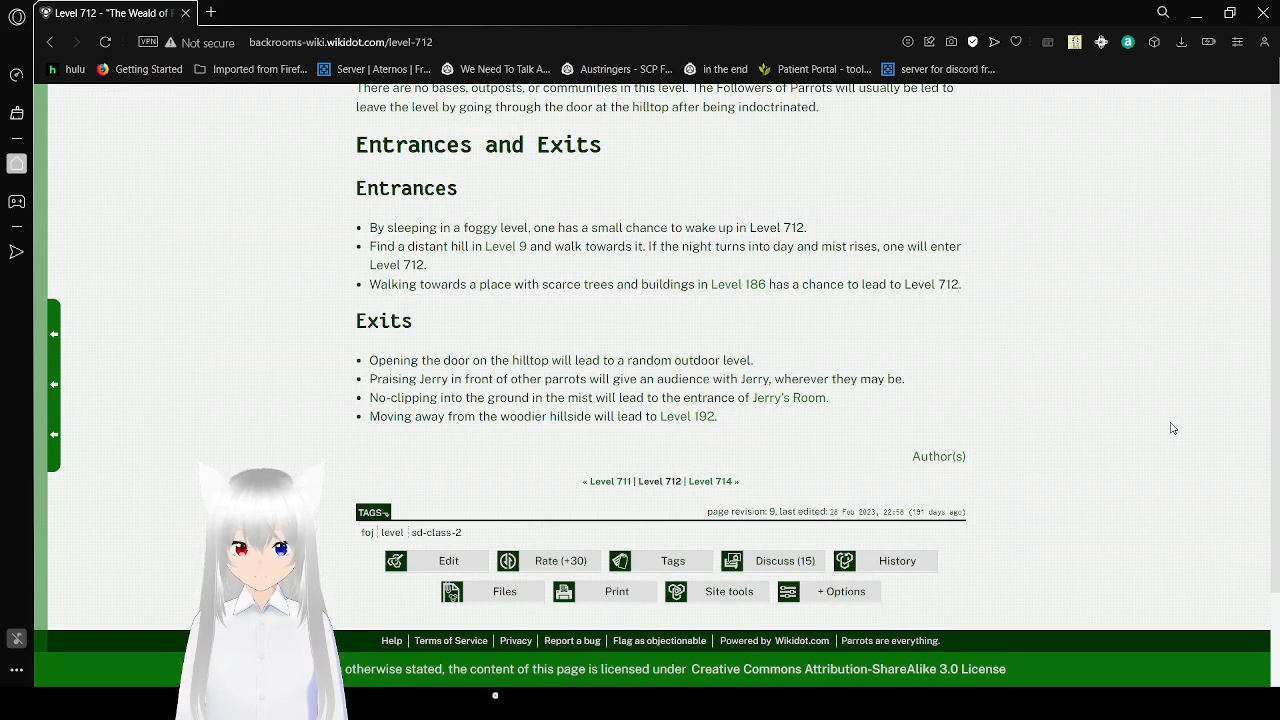 Level 712 - "The Weald of F
VPN
Not secure
backrooms-wiki.wikidot.com/level-712
hulu
Getting Started
Imported from Firef...
Server | Aternos | Fr...
We Need To Talk A...
Austringers - SCP F...
in the end
Patient Portal - tool...
server for discord fr...
There are no bases, outposts, or communities in this level. The Followers of Parrots will usually be led to
leave the level by going through the door at the hilltop after being indoctrinated.
Entrances and Exits
Entrances
• By sleeping in a foggy level, one has a small chance to wake up in Level 712.
• Find a distant hill in Level 9 and walk towards it. If the night turns into day and mist rises, one will enter
Level 712.
• Walking towards a place with scarce trees and buildings in Level 186 has a chance to lead to Level 712.
Exits
• Opening the door on the hilltop will lead to a random outdoor level.
• Praising Jerry in front of other parrots will give an audience with Jerry, wherever they may be.
• No-clipping into the ground in the mist will lead to the entrance of Jerry's Room.
• Moving away from the woodier hillside will lead to Level 192.
Author(s)
« Level 711 | Level 712 | Level 714 »
TAGS
page revision: 9, last edited: 28 Feb 2023, 22:58 (191 days ago)
foj level sd-class-2
Edit
Rate (+30)
Tags
Discuss (15)
History
Files
Print
Site tools
+ Options
Help | Terms of Service | Privacy | Report a bug | Flag as objectionable | Powered by Wikidot.com | Parrots are everything.
otherwise stated, the content of this page is licensed under Creative Commons Attribution-ShareAlike 3.0 License